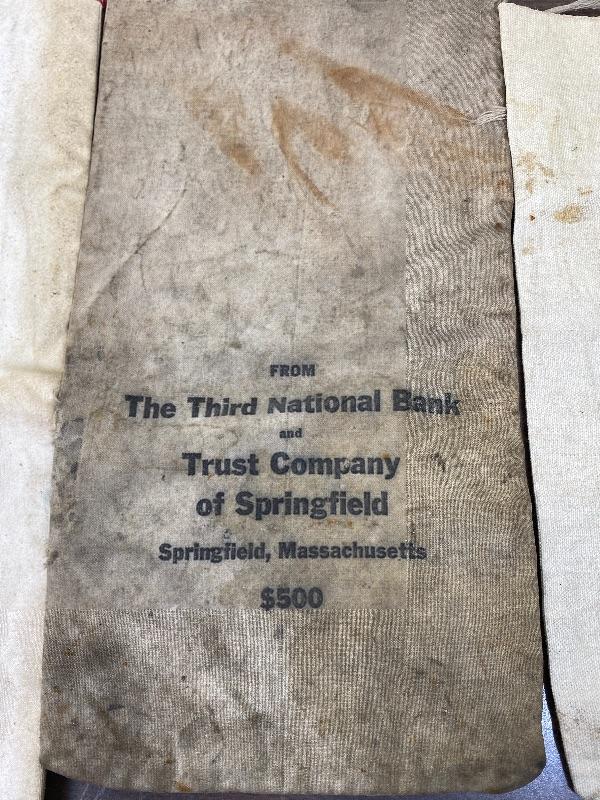 FROM
The Third National Bank
and
Trust Company
of Springfield
Springfield, Massachusetts
$500